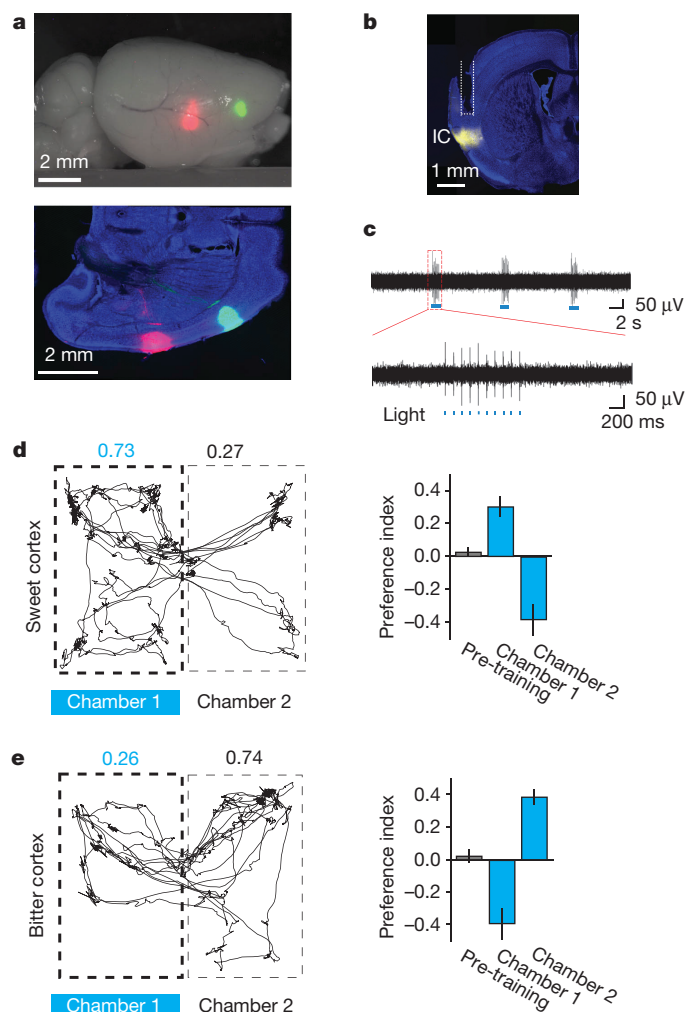 a
2 mm
2 mm
b
IC
1 mm
c
50 μV
2 s
50 μV
200 ms
Light
d
0.73 0.27
Sweet cortex
Chamber 1 Chamber 2
Preference index
0.4
0.2
0.0
–0.2
–0.4
Pre-training
Chamber 1
Chamber 2
e
0.26 0.74
Bitter cortex
Chamber 1 Chamber 2
Preference index
0.4
0.2
0.0
–0.2
–0.4
Pre-training
Chamber 1
Chamber 2